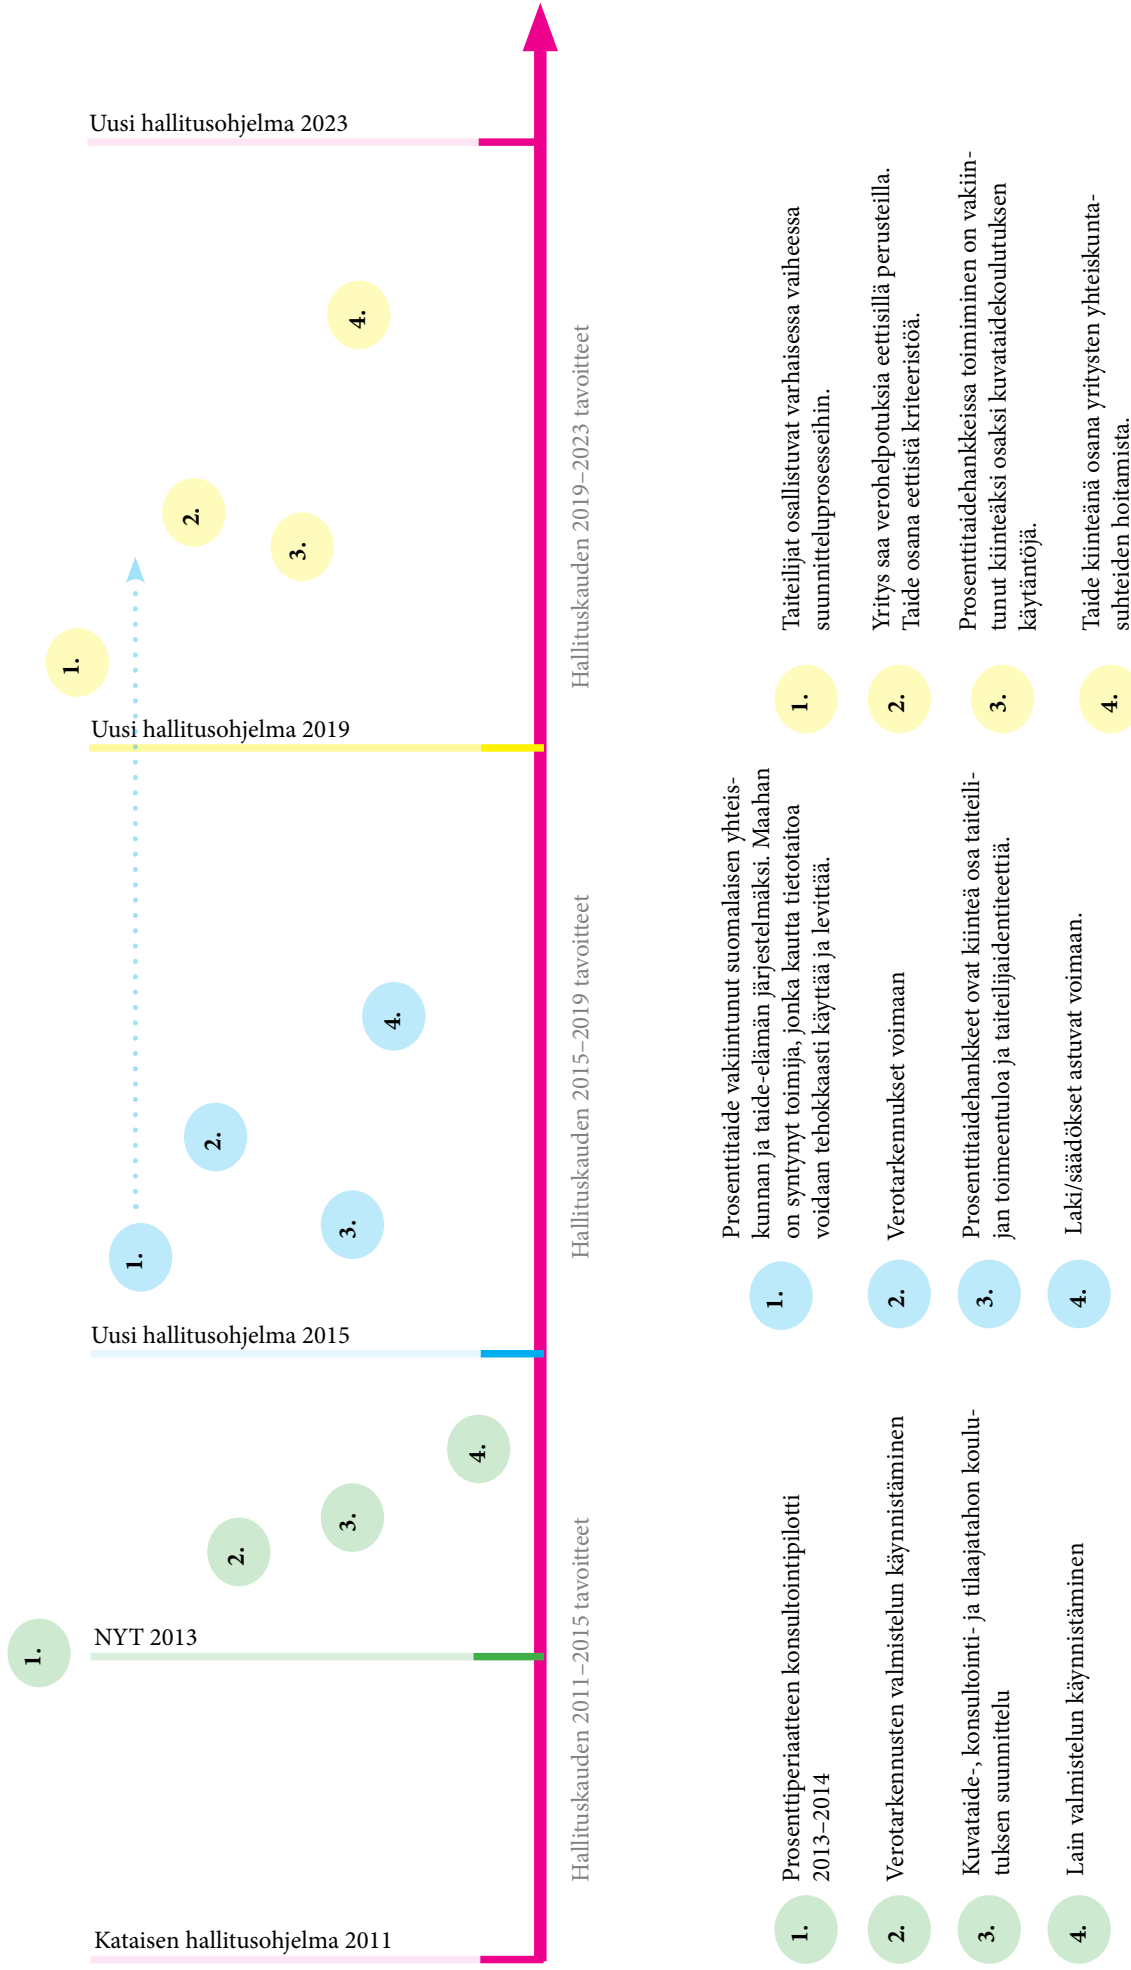 Kataisen hallitusohjelma 2011
NYT 2013
Uusi hallitusohjelma 2015
Uusi hallitusohjelma 2019
Uusi hallitusohjelma 2023
1.
2.
3.
4.
1.
2.
3.
4.
1.
2.
3.
4.
Hallituskauden 2011–2015 tavoitteet
Hallituskauden 2015–2019 tavoitteet
Hallituskauden 2019–2023 tavoitteet
1.
Prosenttiperiaatteen konsultointipilotti
2013–2014
2.
Verotarkennusten valmistelun käynnistäminen
3.
Kuvataide-, konsultointi- ja tilaajatahon koulu-
tuksen suunnittelu
4.
Lain valmistelun käynnistäminen
1.
Prosenttitaide vakiintunut suomalaisen yhteis-
kunnan ja taide-elämän järjestelmäksi. Maahan
on syntynyt toimija, jonka kautta tietotaitoa
voidaan tehokkaasti käyttää ja levittää.
2.
Verotarkennukset voimaan
3.
Prosenttitaidehankkeet ovat kiinteä osa taiteili-
jan toimeentuloa ja taiteilijaidentiteettiä.
4.
Laki/säädökset astuvat voimaan.
1.
Taiteilijat osallistuvat varhaisessa vaiheessa
suunnitteluprosesseihin.
2.
Yritys saa verohelpotuksia eettisillä perusteilla.
Taide osana eettistä kriteeristöä.
3.
Prosenttitaidehankkeissa toimiminen on vakiin-
tunut kiinteäksi osaksi kuvataidekoulutuksen
käytäntöjä.
4.
Taide kiinteänä osana yritysten yhteiskunta-
suhteiden hoitamista.